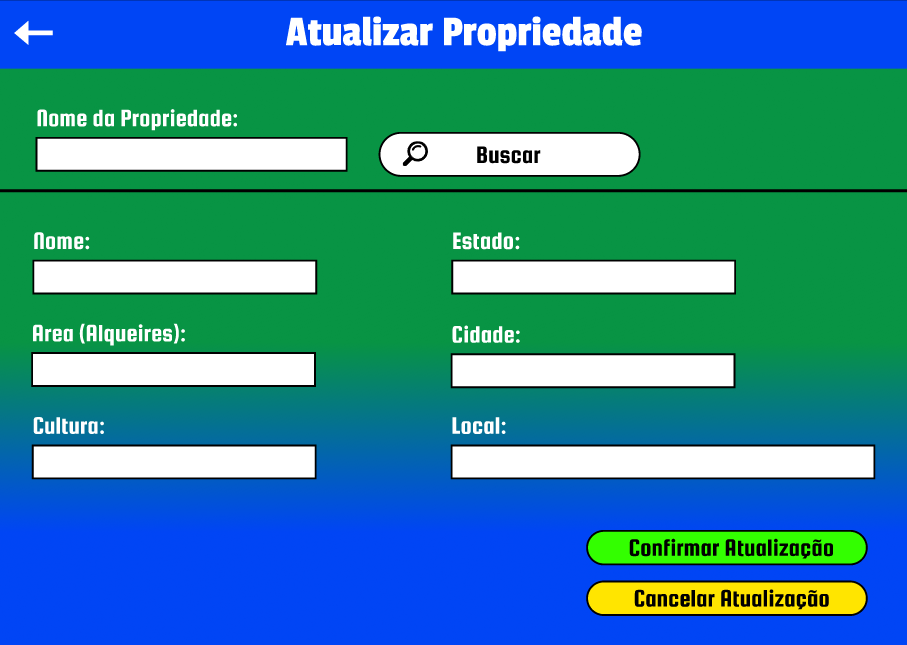 Atualizar Propriedade
Nome da Propriedade:
Buscar
Nome:
Estado:
Area (Alqueires):
Cidade:
Cultura:
Local:
Confirmar Atualização
Cancelar Atualização